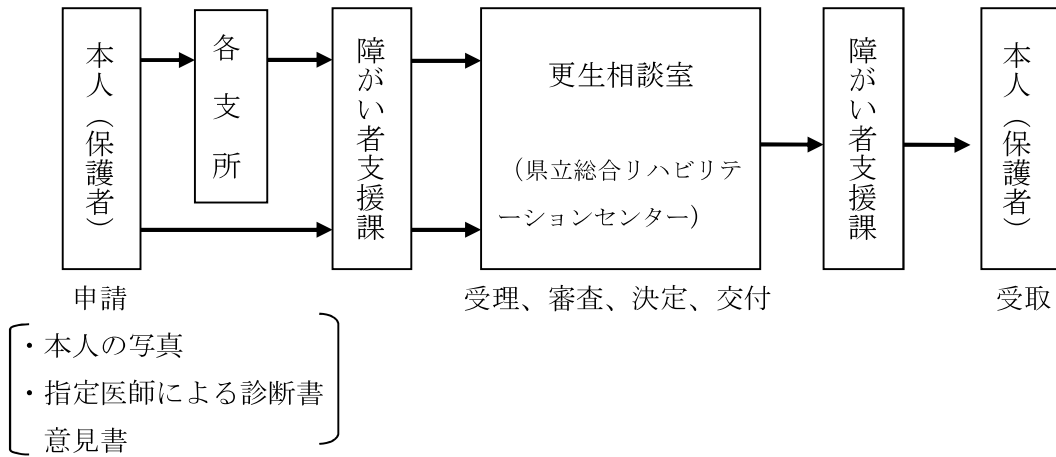 本人（保護者）
各支所
障がい者支援課
更生相談室
（県立総合リハビリテ
ーションセンター）
障がい者支援課
本人（保護者）
申請
受理、審査、決定、交付
受取
・本人の写真
・指定医師による診断書
意見書